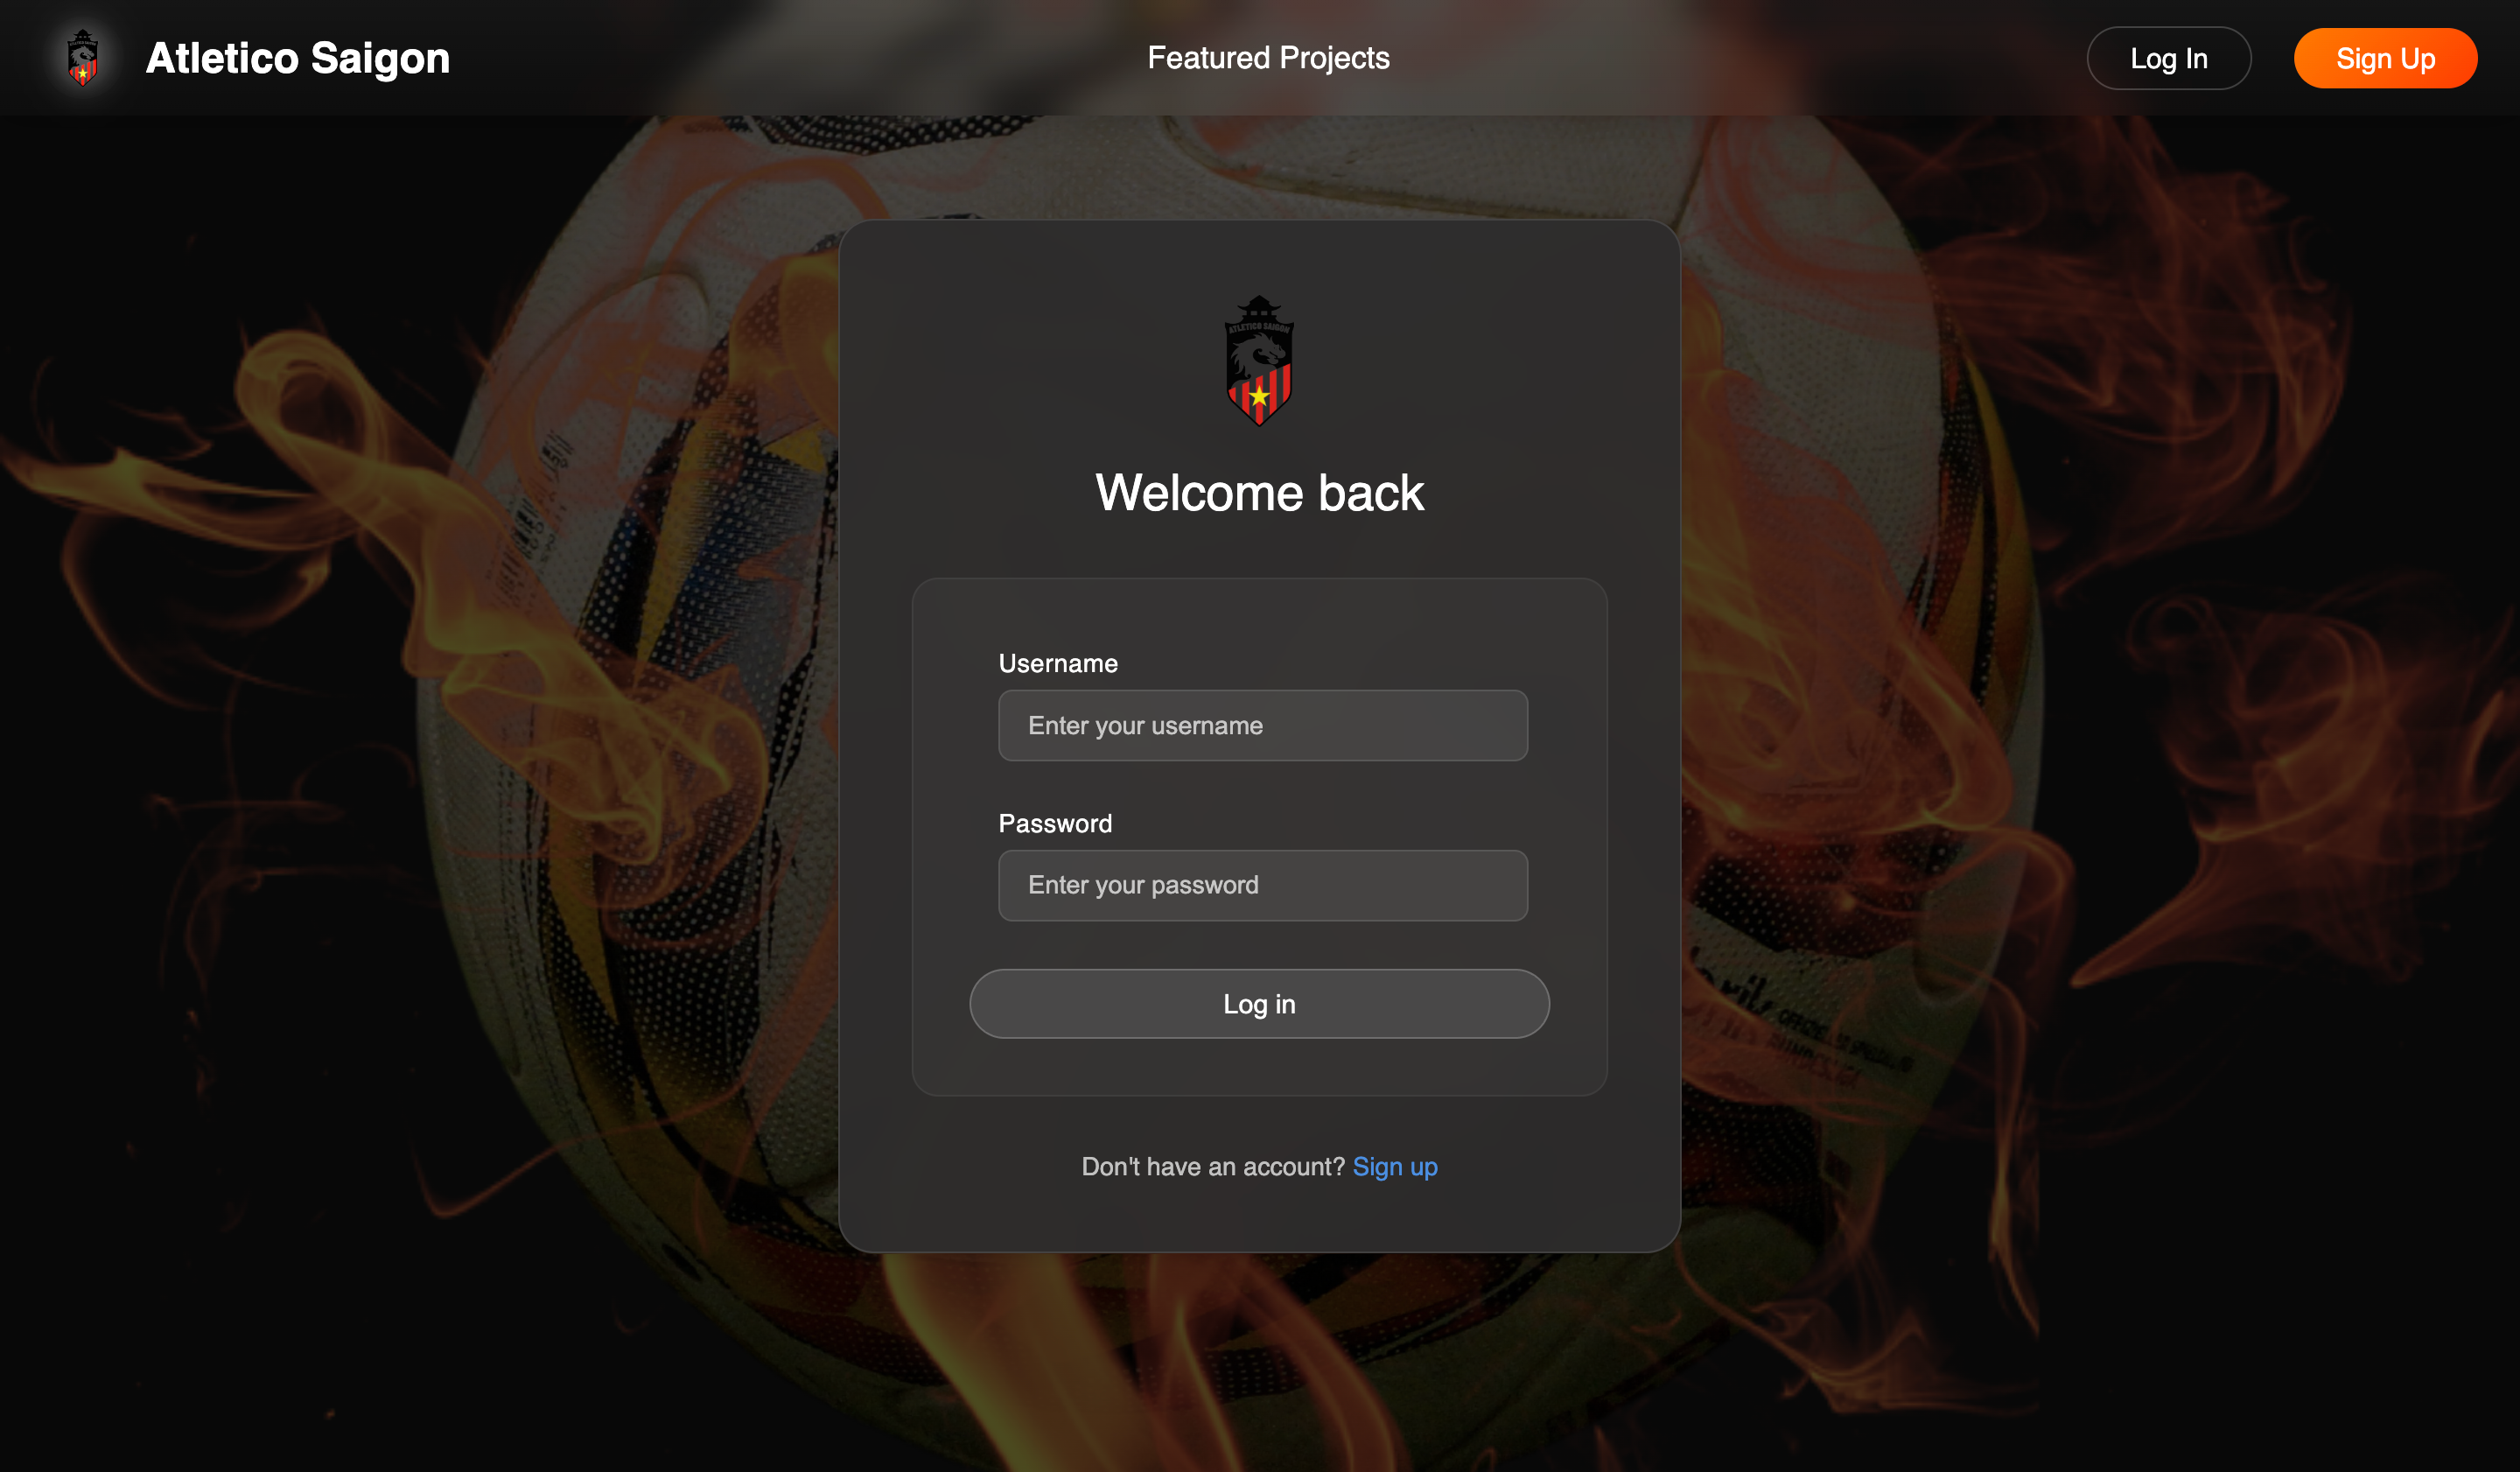 Atletico Saigon
Featured Projects
Log In
Sign Up
ATLETICO SAIGON
Welcome back
Username
Enter your username
Password
Enter your password
Log in
Don't have an account? Sign up